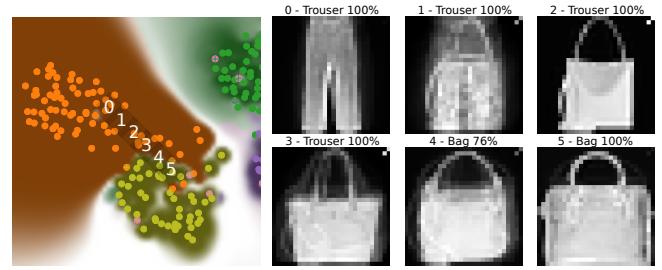 0 - Trouser 100%
1 - Trouser 100%
2 - Trouser 100%
0
1
2
3
4
5
3 - Trouser 100%
4 - Bag 76%
5 - Bag 100%